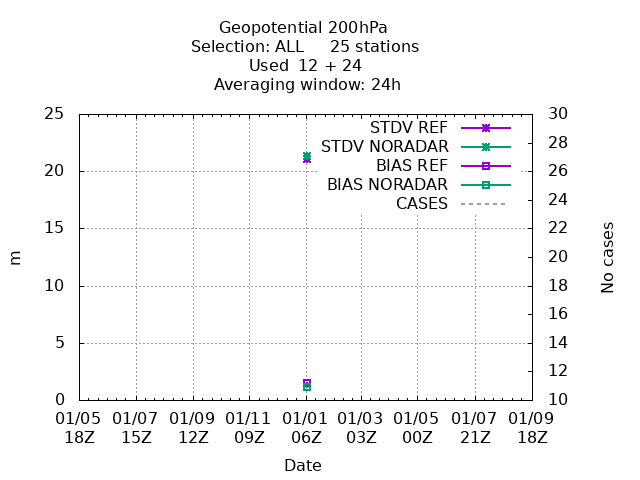 Geopotential 200hPa
Selection: ALL     25 stations
Used  12 + 24
Averaging window: 24h
STDV REF
STDV NORADAR
BIAS REF
BIAS NORADAR
CASES
25
20
15
10
5
0
m
30
28
26
24
22
20
18
16
14
12
10
No cases
01/05 01/07 01/09 01/11 01/01 01/03 01/05 01/07 01/09
18Z 15Z 12Z 09Z 06Z 03Z 00Z 21Z 18Z
Date